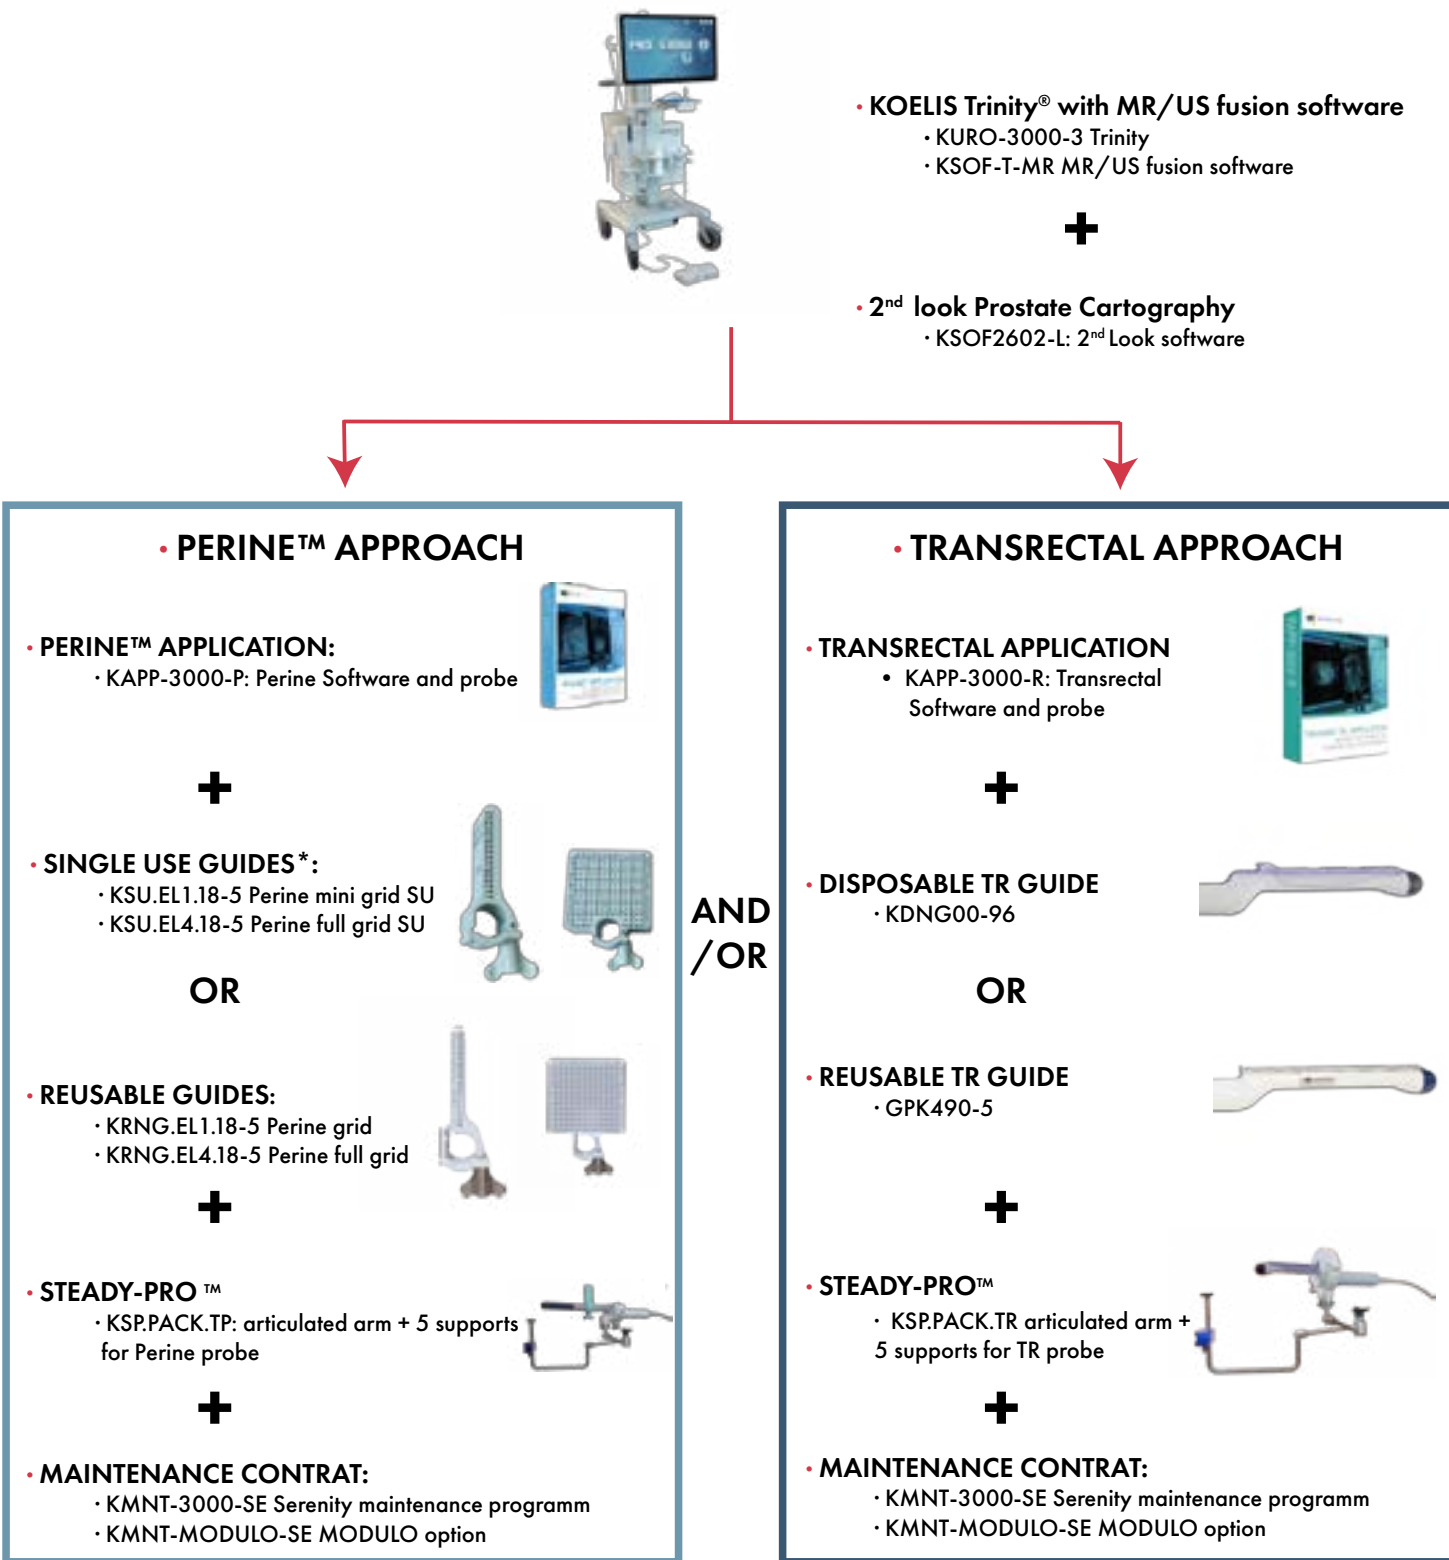 · KOELIS Trinity® with MR/US fusion software
· KURO-3000-3 Trinity
· KSOF-T-MR MR/US fusion software
+
· 2nd look Prostate Cartography
· KSOF2602-L: 2nd Look software
· PERINE™ APPROACH
· PERINE™ APPLICATION:
· KAPP-3000-P: Perine Software and probe
+
· SINGLE USE GUIDES*:
· KSU.EL1.18-5 Perine mini grid SU
· KSU.EL4.18-5 Perine full grid SU
OR
· REUSABLE GUIDES:
· KRNG.EL1.18-5 Perine grid
· KRNG.EL4.18-5 Perine full grid
+
· STEADY-PRO ™
· KSP.PACK.TP: articulated arm + 5 supports
for Perine probe
+
· MAINTENANCE CONTRAT:
· KMNT-3000-SE Serenity maintenance programm
· KMNT-MODULO-SE MODULO option
AND
/OR
· TRANSRECTAL APPROACH
· TRANSRECTAL APPLICATION
• KAPP-3000-R: Transrectal
Software and probe
+
· DISPOSABLE TR GUIDE
· KDNG00-96
OR
· REUSABLE TR GUIDE
· GPK490-5
+
· STEADY-PRO™
· KSP.PACK.TR articulated arm +
5 supports for TR probe
+
· MAINTENANCE CONTRAT:
· KMNT-3000-SE Serenity maintenance programm
· KMNT-MODULO-SE MODULO option